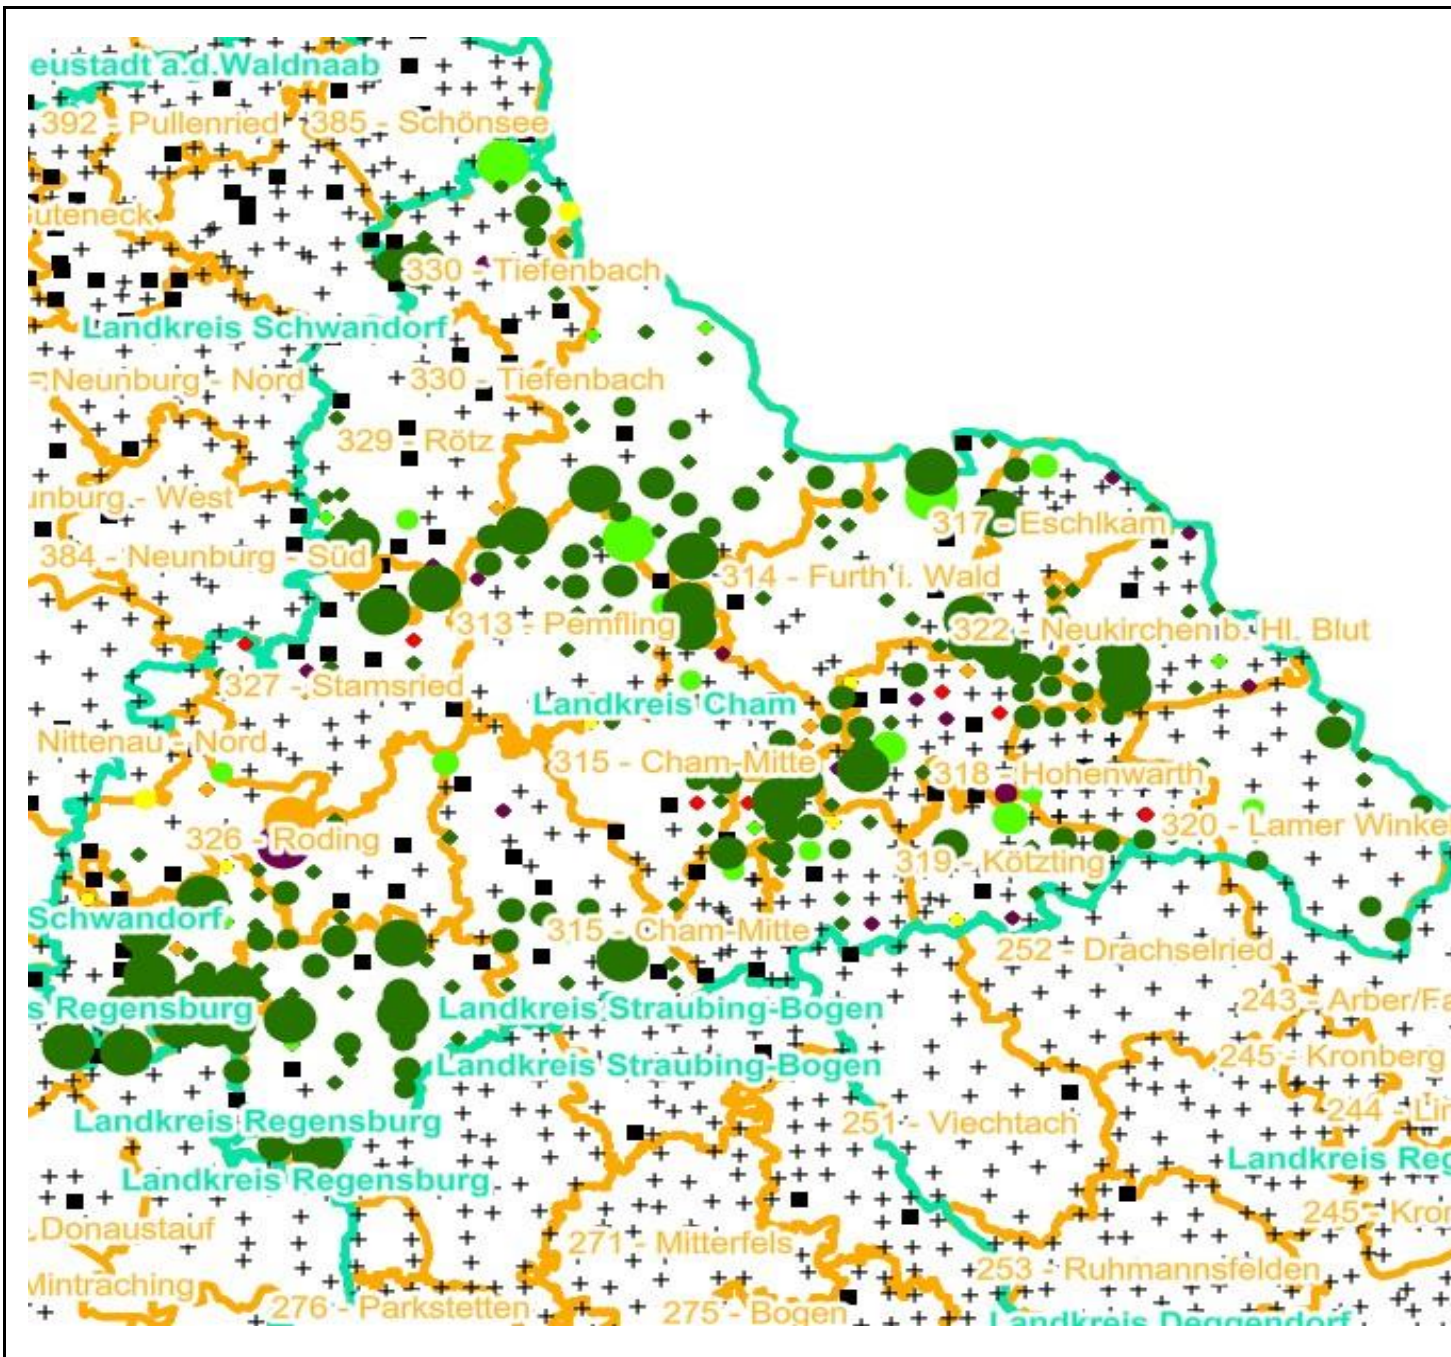 eustadt a.d.Waldnaab
392 - Pullenried
385 - Schönsee
Guteneck
330 - Tiefenbach
Landkreis Schwandorf
- Neunburg - Nord
330 - Tiefenbach
329 - Rötz
unburg - West
317 - Eschlkam
384 - Neunburg - Süd
314 - Furth i. Wald
313 - Pemfling
322 - Neukirchen b. Hl. Blut
327 - Stamsried
Landkreis Cham
Nittenau - Nord
315 - Cham-Mitte
318 - Hohenwarth
320 - Lamer Winke
326 - Roding
319 - Kötzting
Schwandorf
315 - Cham-Mitte
252 - Drachselried
243 - Arber/Fa
s Regensburg
Landkreis Straubing-Bogen
245 - Kronberg
Landkreis Straubing-Bogen
244 - Lin
Landkreis Regensburg
251 - Viechtach
Landkreis Reg
Landkreis Regensburg
245 - Kron
Donaustauf
271 - Mitterfels
253 - Ruhmannsfelden
Mintraching
276 - Parkstetten
275 - Bogen
Landkreis Deggendorf